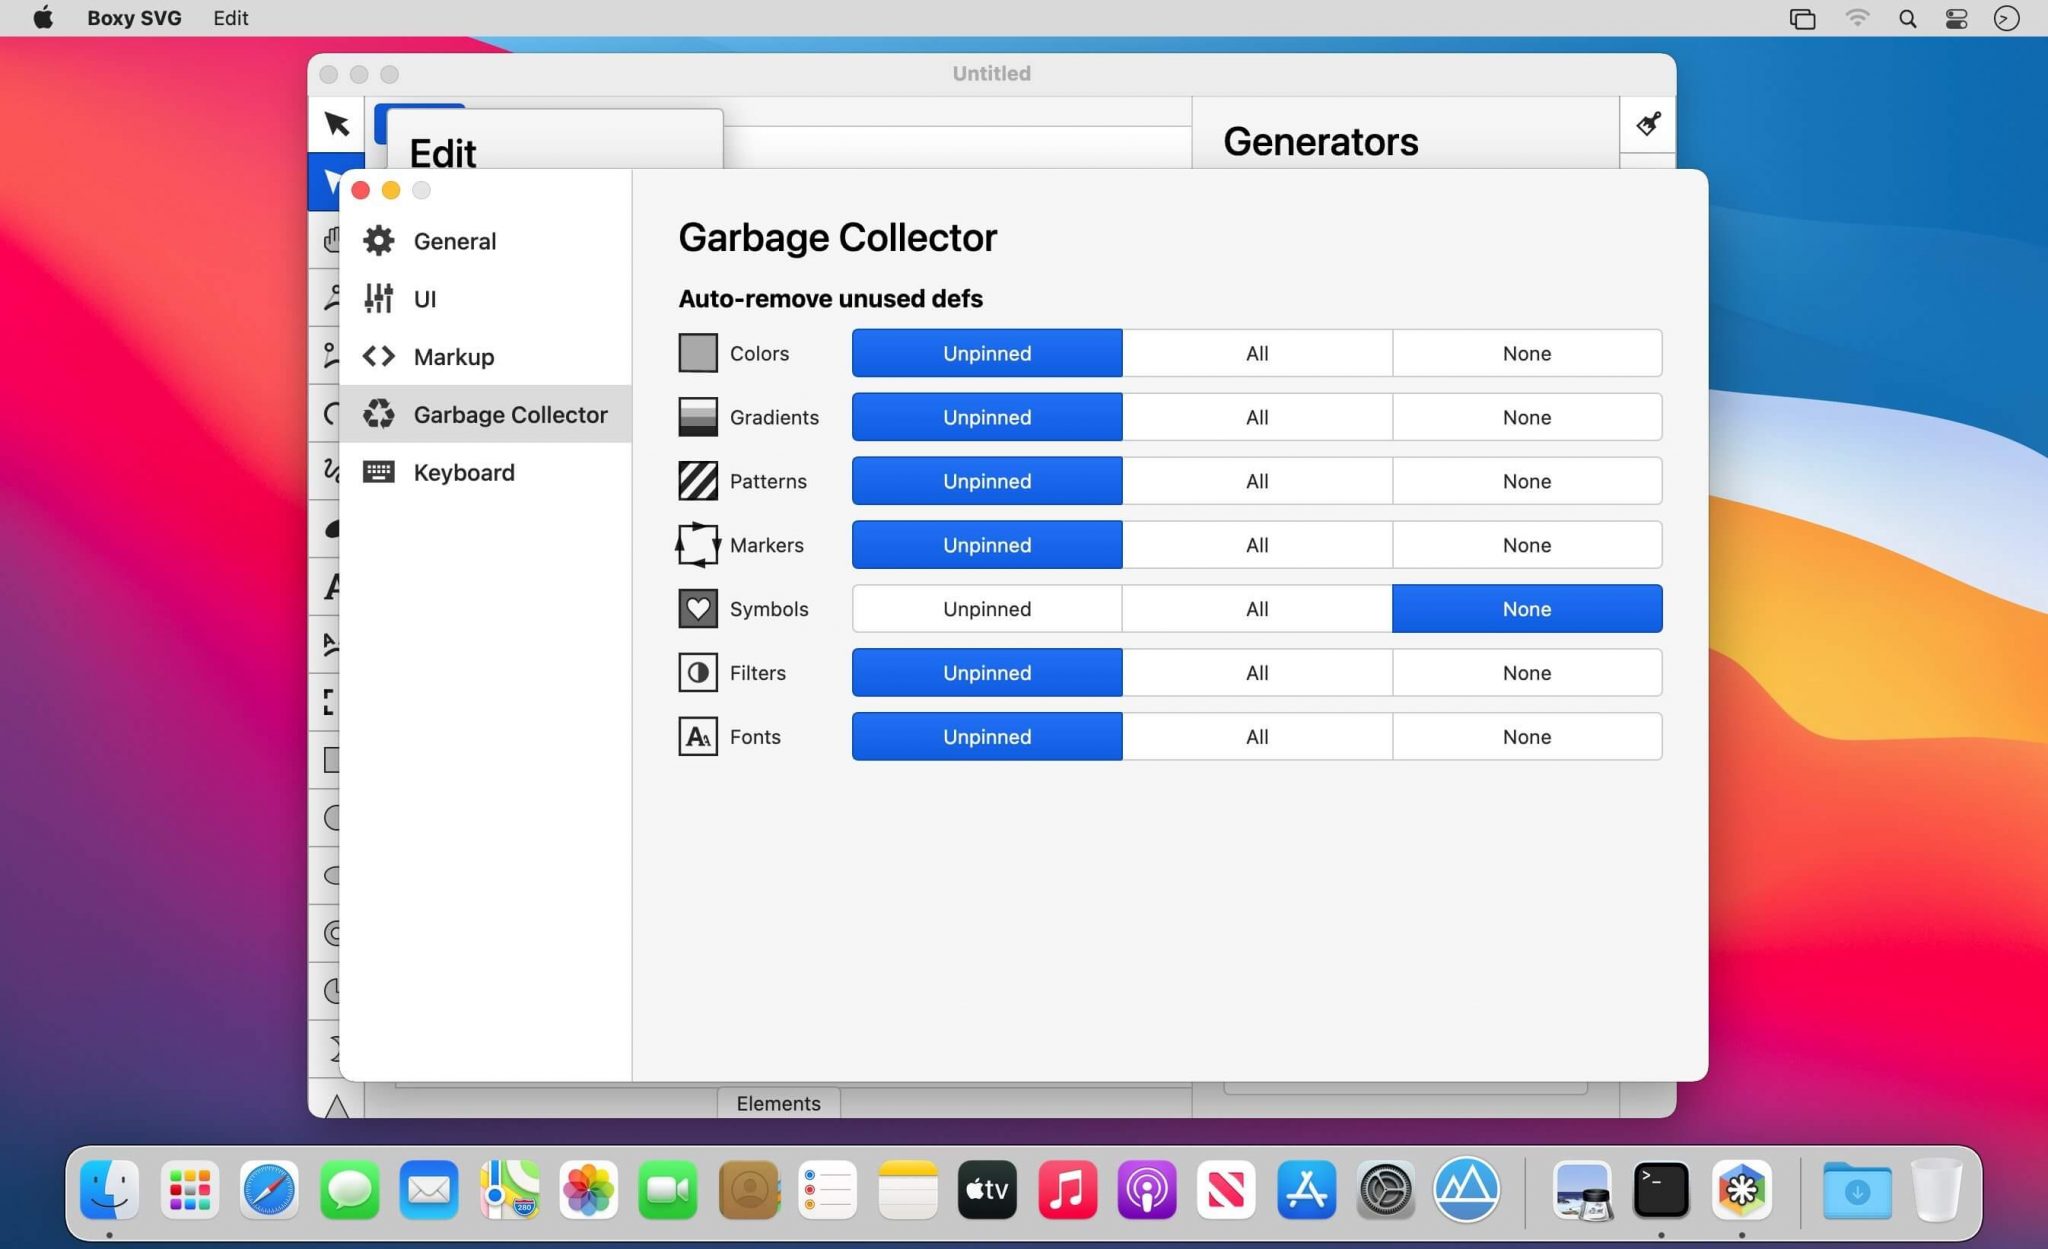 Boxy SVG Edit
Untitled
Edit
Generators
General
UI
Markup
Garbage Collector
Keyboard
Garbage Collector
Auto-remove unused defs
Colors Unpinned All None
Gradients Unpinned All None
Patterns Unpinned All None
Markers Unpinned All None
Symbols Unpinned All None
Filters Unpinned All None
Fonts Unpinned All None
Elements
280
tv